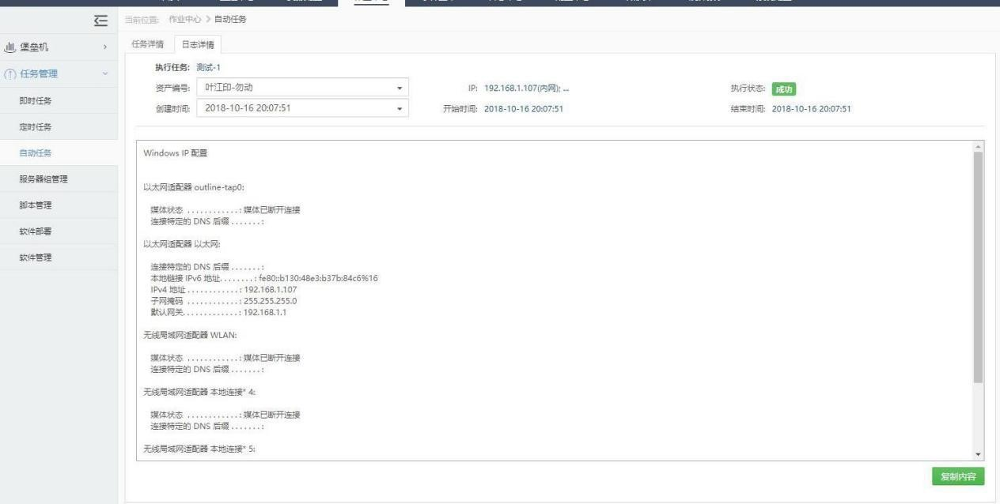 当前位置: 作业中心 > 自动任务
堡垒机
任务管理
即时任务
定时任务
自动任务
服务器组管理
脚本管理
软件部署
软件管理
任务详情 日志详情
执行任务: 测试-1
资产编号: 叶江印-勿动 IP: 192.168.1.107(内网); ... 执行状态: 成功
创建时间: 2018-10-16 20:07:51 开始时间: 2018-10-16 20:07:51 结束时间: 2018-10-16 20:07:51
Windows IP 配置
以太网适配器 outline-tap0:
媒体状态 . . . . . . . . . . . . : 媒体已断开连接
连接特定的 DNS 后缀 . . . . . . . :
以太网适配器 以太网:
连接特定的 DNS 后缀 . . . . . . . :
本地链接 IPv6 地址. . . . . . . . : fe80::b130:48e3:b37b:84c6%16
IPv4 地址 . . . . . . . . . . . . : 192.168.1.107
子网掩码 . . . . . . . . . . . . : 255.255.255.0
默认网关. . . . . . . . . . . . . : 192.168.1.1
无线局域网适配器 WLAN:
媒体状态 . . . . . . . . . . . . : 媒体已断开连接
连接特定的 DNS 后缀 . . . . . . . :
无线局域网适配器 本地连接* 4:
媒体状态 . . . . . . . . . . . . : 媒体已断开连接
连接特定的 DNS 后缀 . . . . . . . :
无线局域网适配器 本地连接* 5:
复制内容